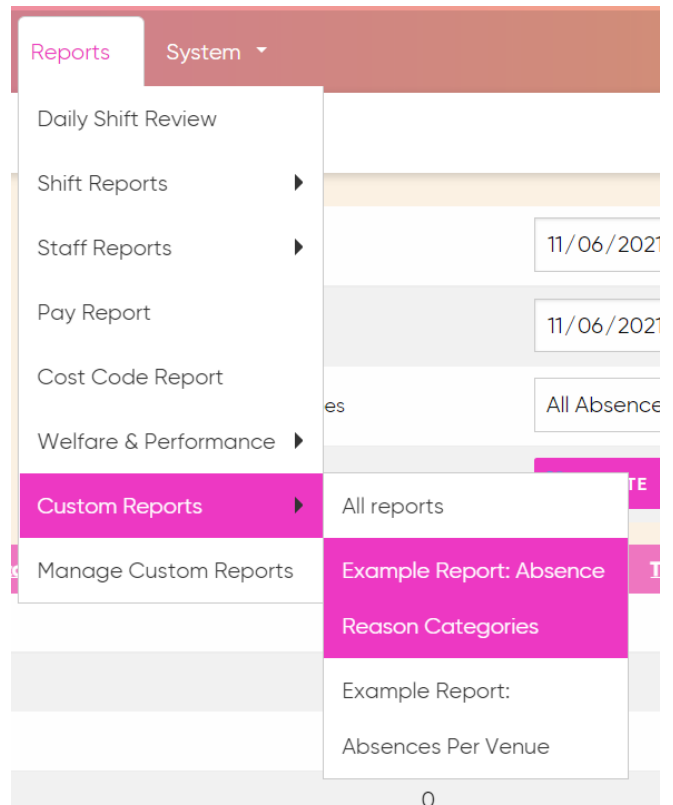 Reports
System
Daily Shift Review
Shift Reports
Staff Reports
11/06/2021
Pay Report
11/06/2021
Cost Code Report
es
All Absence
Welfare & Performance
TE
Custom Reports
All reports
Manage Custom Reports
Example Report: Absence
Reason Categories
Example Report:
Absences Per Venue
0